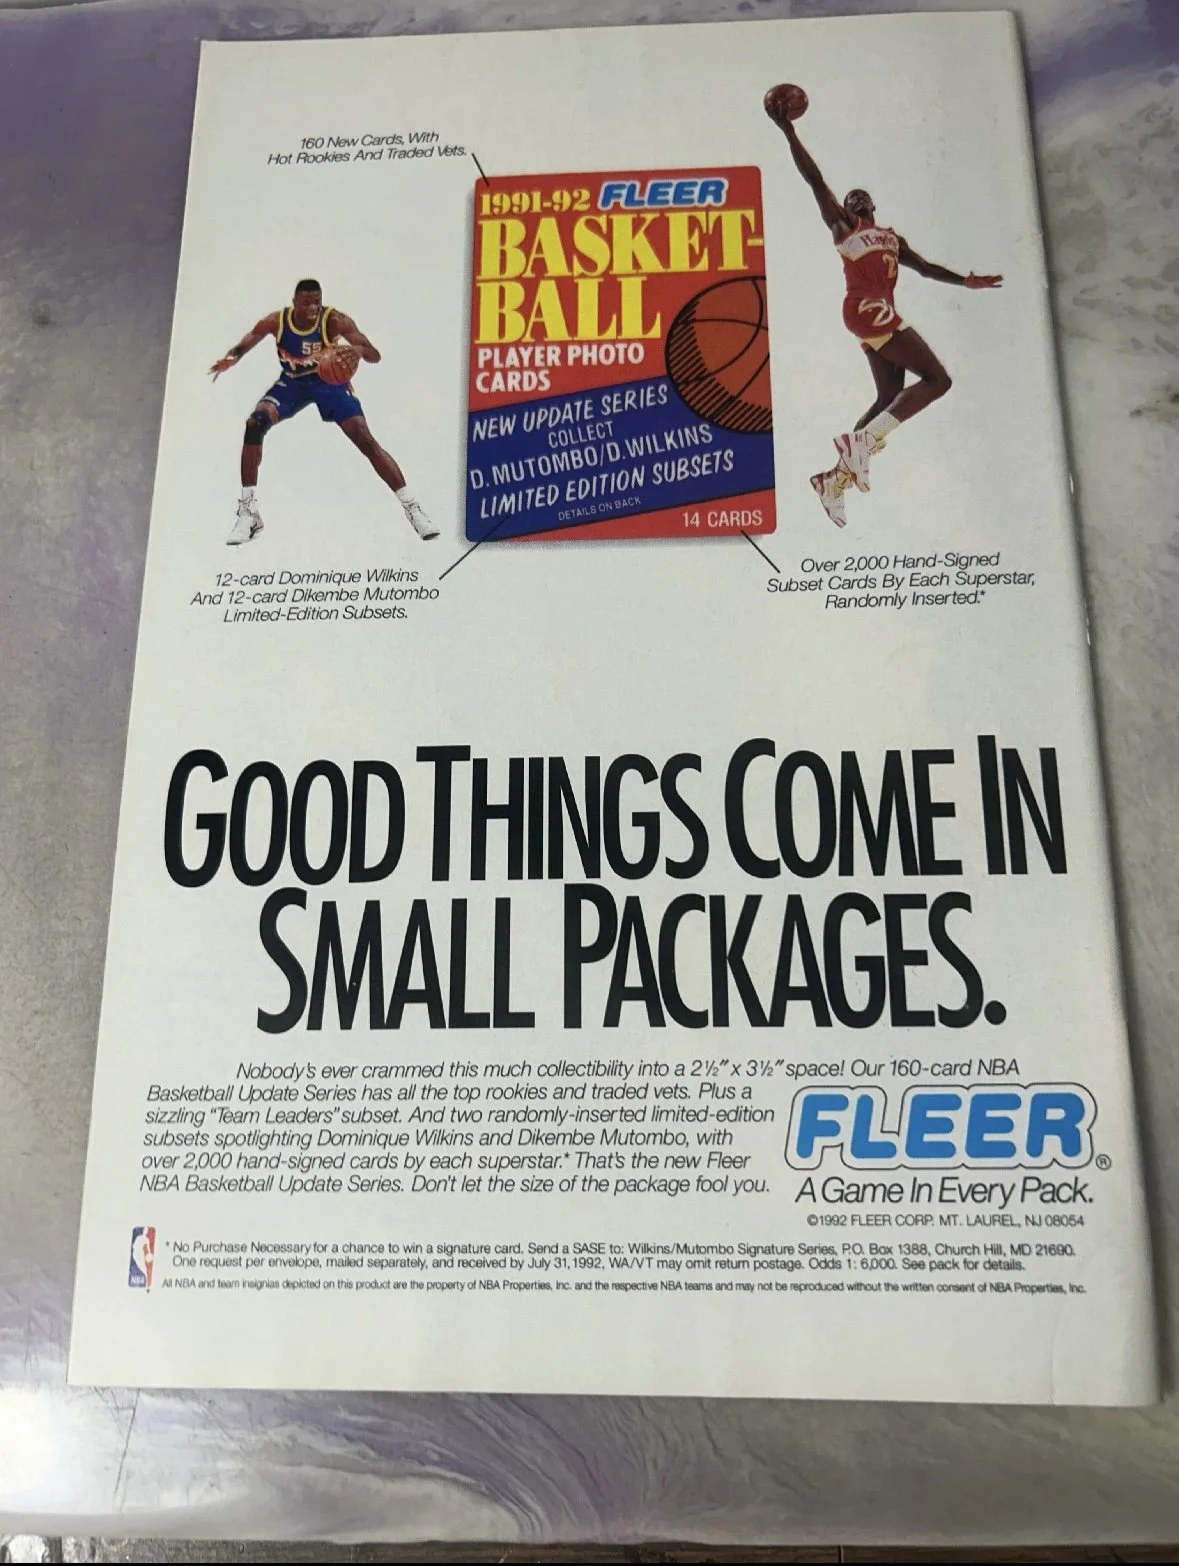 160 New Cards, With
Hot Rookies And Traded Vets.
1991-92 FLEER
BASKET-
BALL
PLAYER PHOTO
CARDS
NEW UPDATE SERIES
COLLECT
D. MUTOMBO/D. WILKINS
LIMITED EDITION SUBSETS
DETAILS ON BACK
14 CARDS
55
12-card Dominique Wilkins
And 12-card Dikembe Mutombo
Limited-Edition Subsets.
Over 2,000 Hand-Signed
Subset Cards By Each Superstar,
Randomly Inserted.*
GOOD THINGS COME IN
SMALL PACKAGES.
Nobody's ever crammed this much collectibility into a 2½" x 3½" space! Our 160-card NBA
Basketball Update Series has all the top rookies and traded vets. Plus a
sizzling "Team Leaders" subset. And two randomly-inserted limited-edition
subsets spotlighting Dominique Wilkins and Dikembe Mutombo, with
over 2,000 hand-signed cards by each superstar.* That's the new Fleer
NBA Basketball Update Series. Don't let the size of the package fool you.
FLEER®
A Game In Every Pack.
©1992 FLEER CORP. MT. LAUREL, NJ 08054
NBA
* No Purchase Necessary for a chance to win a signature card. Send a SASE to: Wilkins/Mutombo Signature Series, P.O. Box 1388, Church Hill, MD 21690.
One request per envelope, mailed separately, and received by July 31, 1992, WA/VT may omit return postage. Odds 1: 6,000. See pack for details.
All NBA and team insignias depicted on this product are the property of NBA Properties, Inc. and the respective NBA teams and may not be reproduced without the written consent of NBA Properties, Inc.